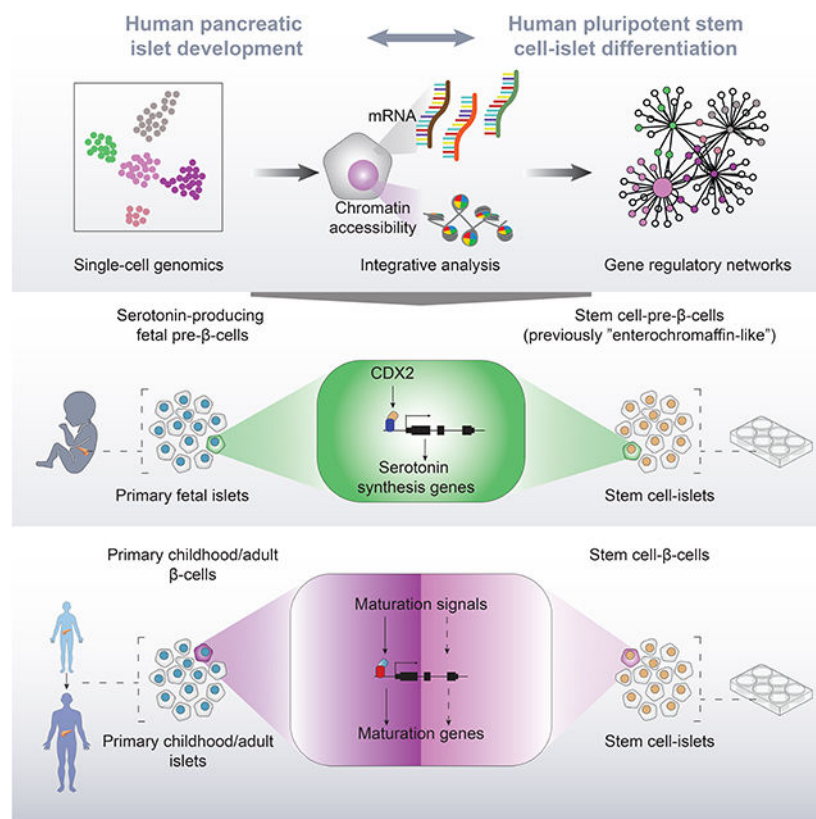 Human pancreatic
islet development
Human pluripotent stem
cell-islet differentiation
mRNA
Chromatin
accessibility
Single-cell genomics
Integrative analysis
Gene regulatory networks
Serotonin-producing
fetal pre-β-cells
Stem cell-pre-β-cells
(previously ”enterochromaffin-like”)
CDX2
Serotonin
synthesis genes
Primary fetal islets
Stem cell-islets
Primary childhood/adult
β-cells
Stem cell-β-cells
Maturation signals
Maturation genes
Primary childhood/adult
islets
Stem cell-islets